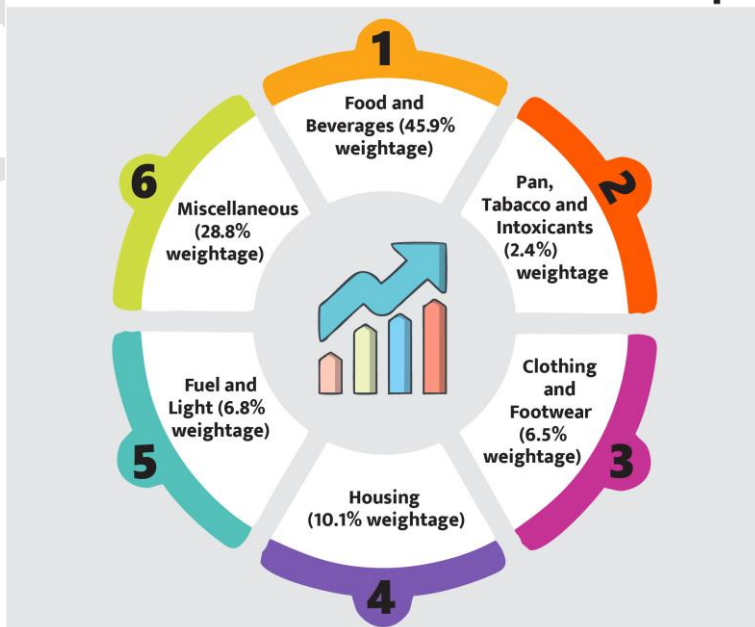 1
Food and
Beverages (45.9%
weightage)
2
Pan,
Tabacco and
Intoxicants
(2.4%)
weightage
3
Clothing
and
Footwear
(6.5%
weightage)
4
Housing
(10.1% weightage)
5
Fuel and
Light (6.8%
weightage)
6
Miscellaneous
(28.8%
weightage)